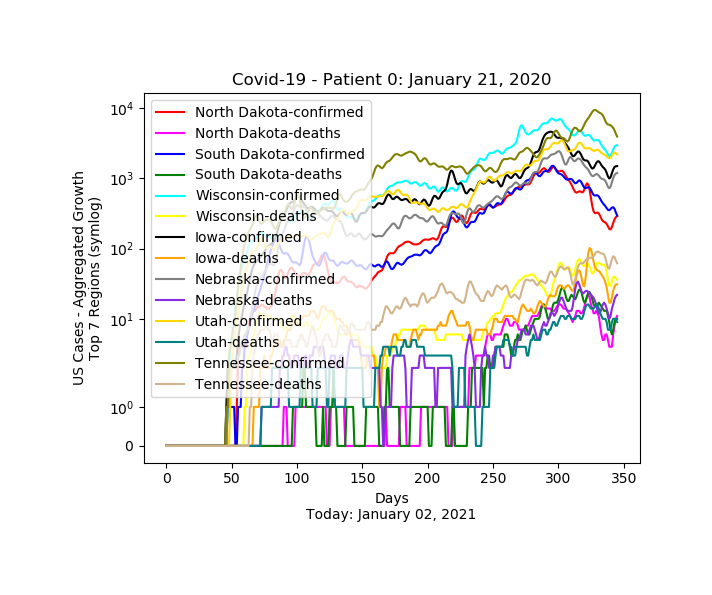 Covid-19 - Patient 0: January 21, 2020
US Cases - Aggregated Growth
Top 7 Regions (symlog)
10^4
10^3
10^2
10^1
10^0
0
North Dakota-confirmed
North Dakota-deaths
South Dakota-confirmed
South Dakota-deaths
Wisconsin-confirmed
Wisconsin-deaths
Iowa-confirmed
Iowa-deaths
Nebraska-confirmed
Nebraska-deaths
Utah-confirmed
Utah-deaths
Tennessee-confirmed
Tennessee-deaths
0 50 100 150 200 250 300 350
Days
Today: January 02, 2021